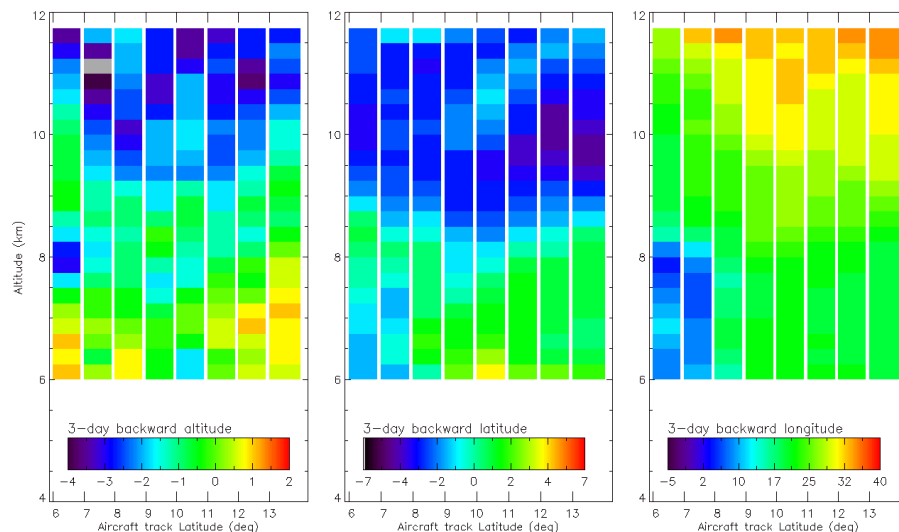 12
10
8
6
4
Altitude (km)
3-day backward altitude
-4 -3 -1 0 1 2
6 7 8 9 10 11 12 13
Aircraft track Latitude (deg)
12
10
8
6
4
3-day backward latitude
-7 -4 -2 0 2 4 7
6 7 8 9 10 11 12 13
Aircraft track Latitude (deg)
12
10
8
6
4
3-day backward longitude
-5 2 10 17 25 32 40
6 7 8 9 10 11 12 13
Aircraft track Latitude (deg)